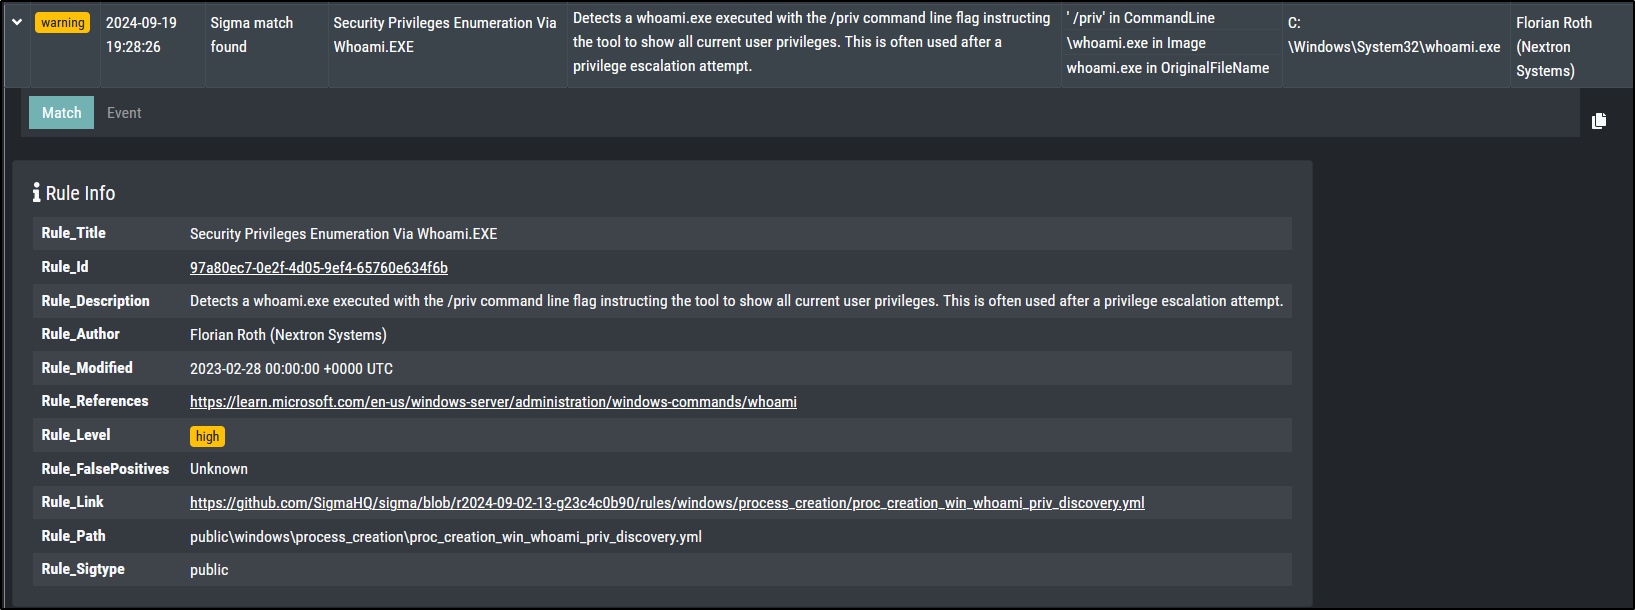 warning
2024-09-19
19:28:26
Sigma match
found
Security Privileges Enumeration Via
Whoami.EXE
Detects a whoami.exe executed with the /priv command line flag instructing
the tool to show all current user privileges. This is often used after a
privilege escalation attempt.
' /priv' in CommandLine
\whoami.exe in Image
whoami.exe in OriginalFileName
C:
\Windows\System32\whoami.exe
Florian Roth
(Nextron
Systems)
Match Event
Rule Info
Rule_Title Security Privileges Enumeration Via Whoami.EXE
Rule_Id 97a80ec7-0e2f-4d05-9ef4-65760e634f6b
Rule_Description Detects a whoami.exe executed with the /priv command line flag instructing the tool to show all current user privileges. This is often used after a privilege escalation attempt.
Rule_Author Florian Roth (Nextron Systems)
Rule_Modified 2023-02-28 00:00:00 +0000 UTC
Rule_References https://learn.microsoft.com/en-us/windows-server/administration/windows-commands/whoami
Rule_Level high
Rule_FalsePositives Unknown
Rule_Link https://github.com/SigmaHQ/sigma/blob/r2024-09-02-13-g23c4c0b90/rules/windows/process_creation/proc_creation_win_whoami_priv_discovery.yml
Rule_Path public\windows\process_creation\proc_creation_win_whoami_priv_discovery.yml
Rule_Sigtype public